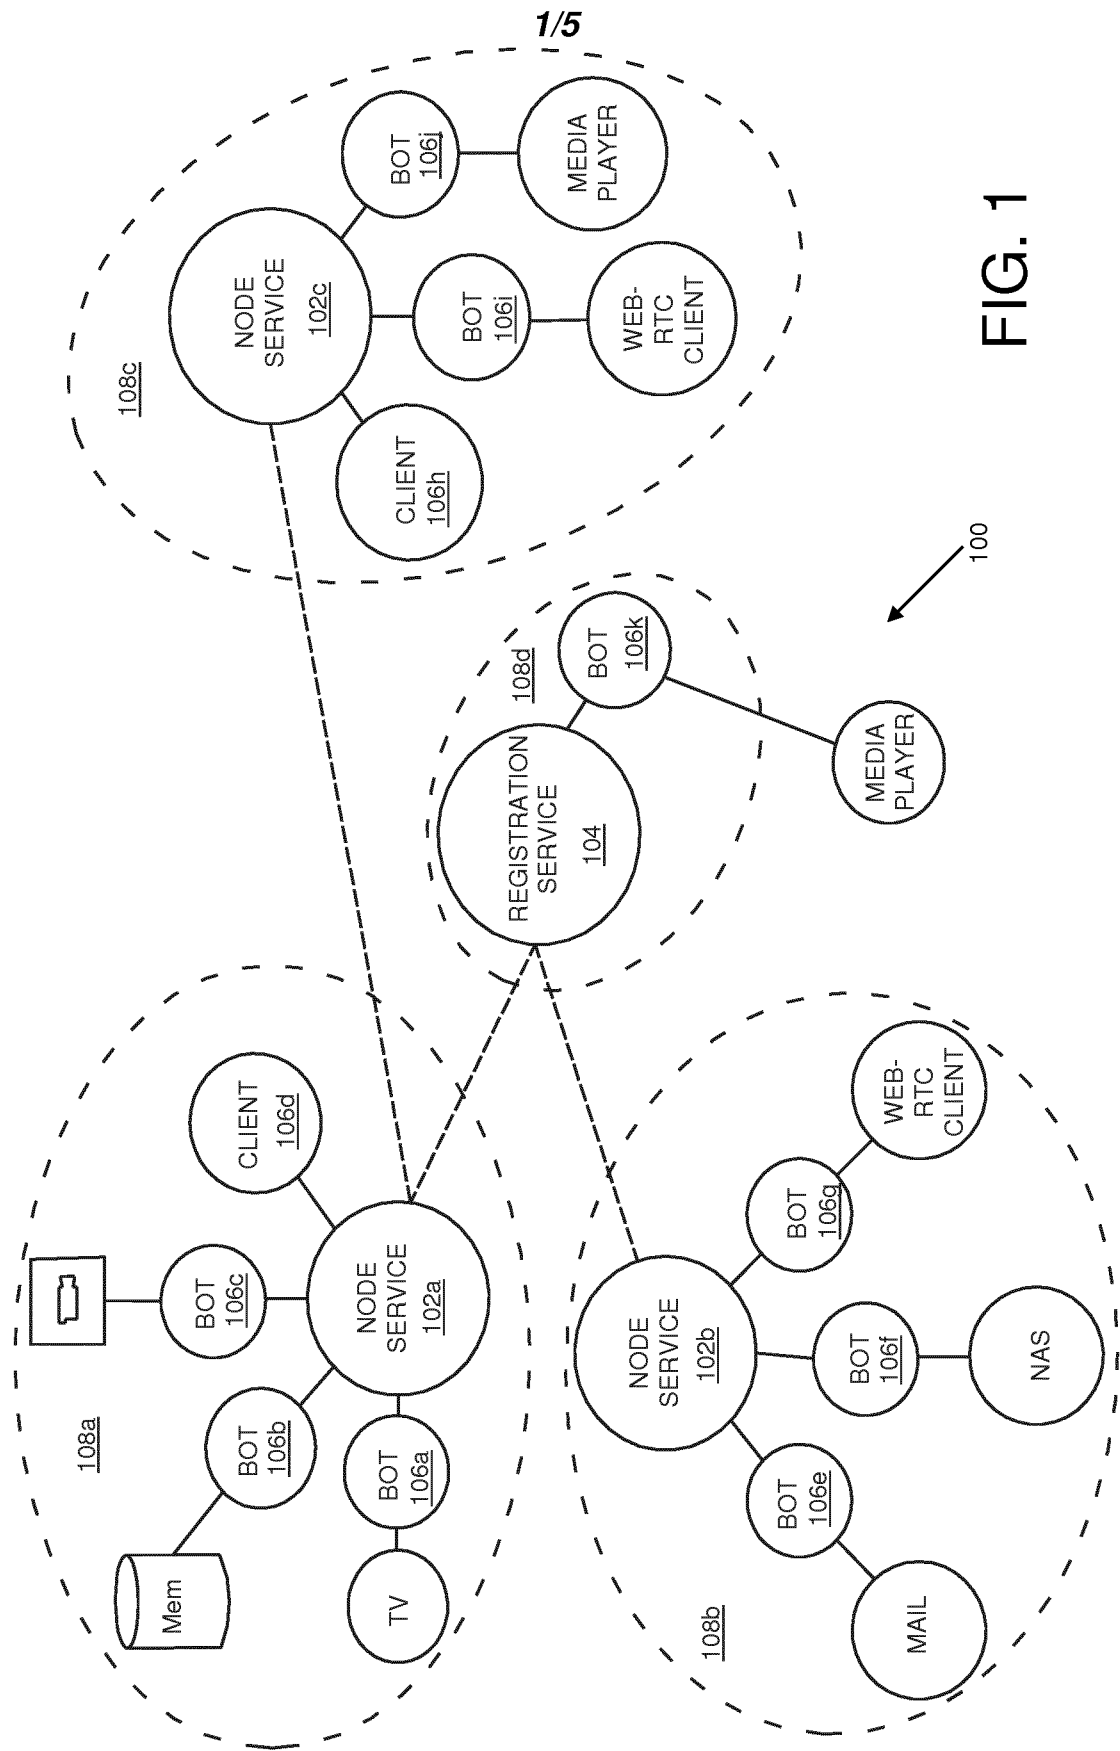 1/5
108a
Mem
BOT
106b
BOT
106c
CLIENT
106d
NODE
SERVICE
102a
BOT
106a
TV
108c
NODE
SERVICE
102c
CLIENT
106h
BOT
106i
WEB-
RTC
CLIENT
BOT
106j
MEDIA
PLAYER
108d
REGISTRATION
SERVICE
104
BOT
106k
MEDIA
PLAYER
108b
NODE
SERVICE
102b
BOT
106e
MAIL
BOT
106f
NAS
BOT
106g
WEB-
RTC
CLIENT
100
FIG. 1